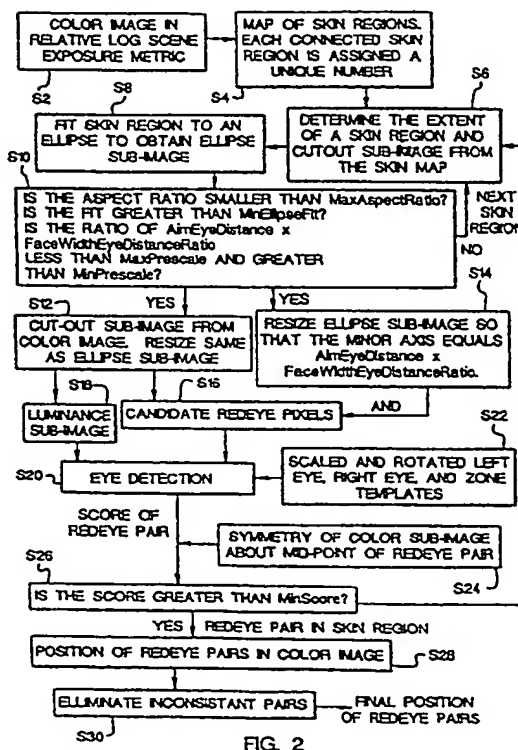 COLOR IMAGE IN
RELATIVE LOG SCENE
EXPOSURE METRIC
S2
MAP OF SKIN REGIONS.
EACH CONNECTED SKIN
REGION IS ASSIGNED A
UNIQUE NUMBER
S4
S6
DETERMINE THE EXTENT
OF A SKIN REGION AND
CUTOUT SUB-IMAGE FROM
THE SKIN MAP
S8
FIT SKIN REGION TO AN
ELLIPSE TO OBTAIN ELLIPSE
SUB-IMAGE
S10
IS THE ASPECT RATIO SMALLER THAN MaxAspectRatio?
IS THE FIT GREATER THAN MinEllipseFit?
IS THE RATIO OF AimEyeDistance x
FaceWidthEyeDistanceRatio
LESS THAN MaxPrescale AND GREATER
THAN MinPrescale?
NEXT
SKIN
REGION
NO
YES
YES
S12
CUT-OUT SUB-IMAGE FROM
COLOR IMAGE. RESIZE SAME
AS ELLIPSE SUB-IMAGE
S14
RESIZE ELLIPSE SUB-IMAGE SO
THAT THE MINOR AXIS EQUALS
AimEyeDistance x
FaceWidthEyeDistanceRatio.
S18
LUMINANCE
SUB-IMAGE
S16
CANDIDATE REDEYE PIXELS
AND
S20
EYE DETECTION
S22
SCALED AND ROTATED LEFT
EYE, RIGHT EYE, AND ZONE
TEMPLATES
SCORE OF
REDEYE PAIR
SYMMETRY OF COLOR SUB-IMAGE
ABOUT MID-POINT OF REDEYE PAIR
S24
S26
IS THE SCORE GREATER THAN MinScore?
YES REDEYE PAIR IN SKIN REGION
POSITION OF REDEYE PAIRS IN COLOR IMAGE
S28
ELLIMINATE INCONSISTANT PAIRS
S30
FINAL POSITION
OF REDEYE PAIRS
FIG. 2